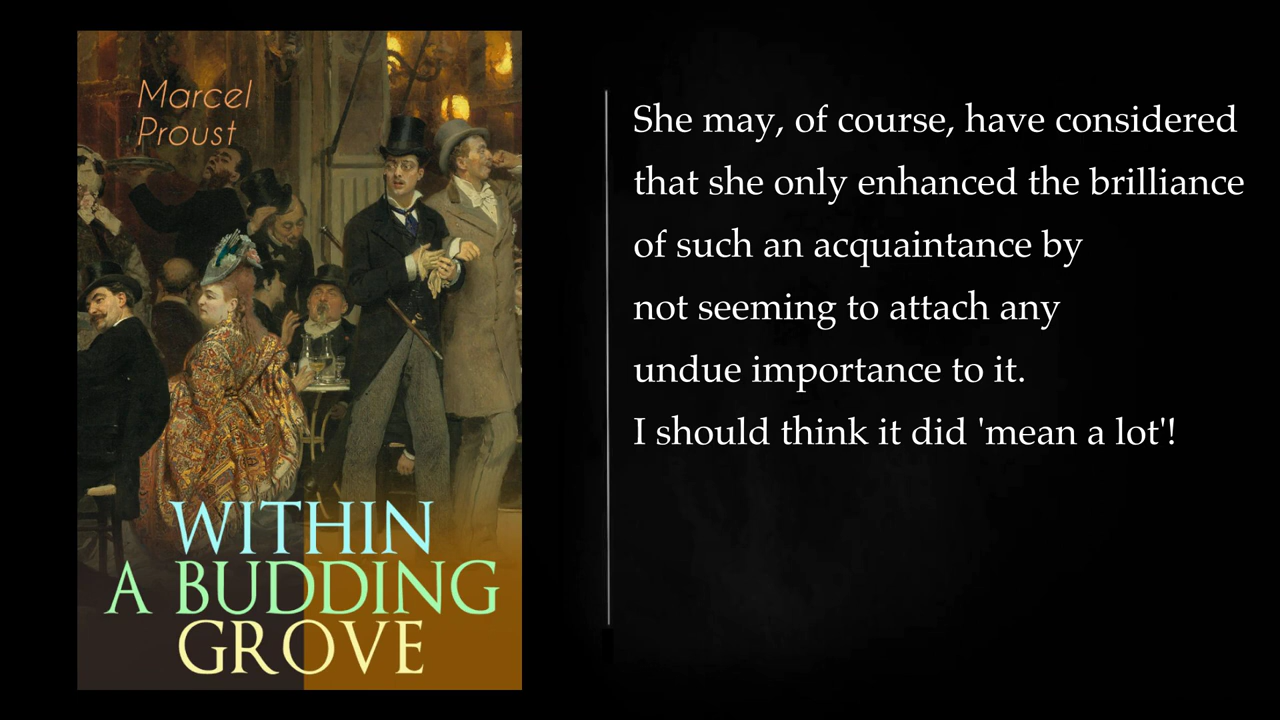 Marcel
Proust
WITHIN
A BUDDING
GROVE
She may, of course, have considered
that she only enhanced the brilliance
of such an acquaintance by
not seeming to attach any
undue importance to it.
I should think it did 'mean a lot'!